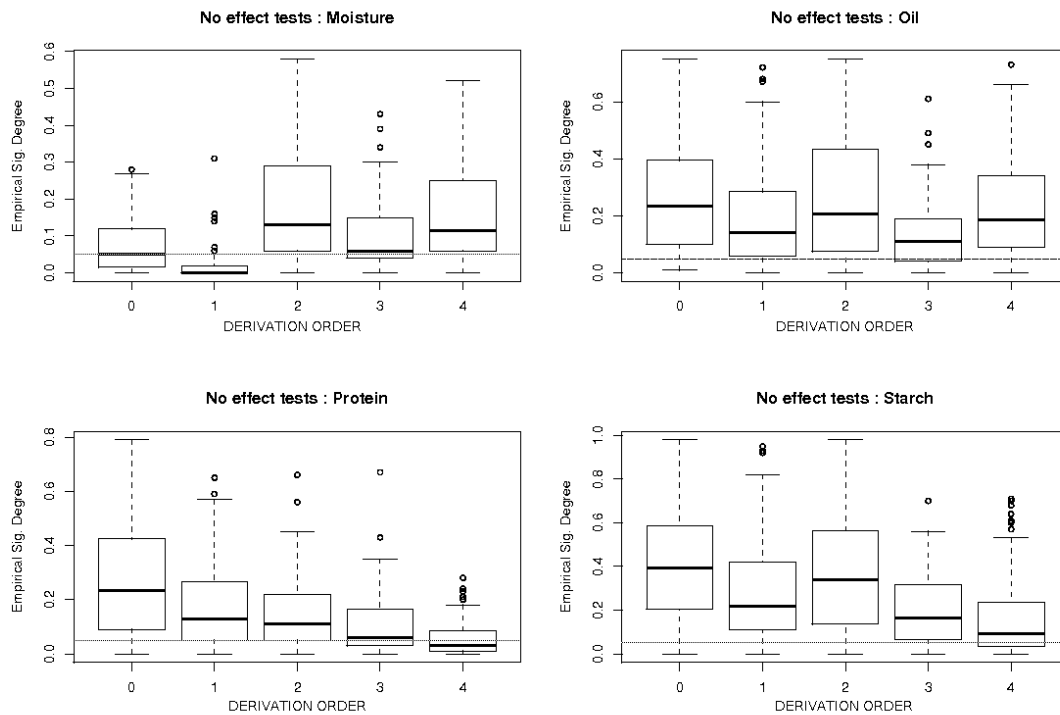 No effect tests : Moisture
Empirical Sig. Degree
0.0 0.1 0.2 0.3 0.4 0.5 0.6
0 1 2 3 4
DERIVATION ORDER
No effect tests : Oil
Empirical Sig. Degree
0.0 0.2 0.4 0.6
0 1 2 3 4
DERIVATION ORDER
No effect tests : Protein
Empirical Sig. Degree
0.0 0.2 0.4 0.6 0.8
0 1 2 3 4
DERIVATION ORDER
No effect tests : Starch
Empirical Sig. Degree
0.0 0.2 0.4 0.6 0.8 1.0
0 1 2 3 4
DERIVATION ORDER